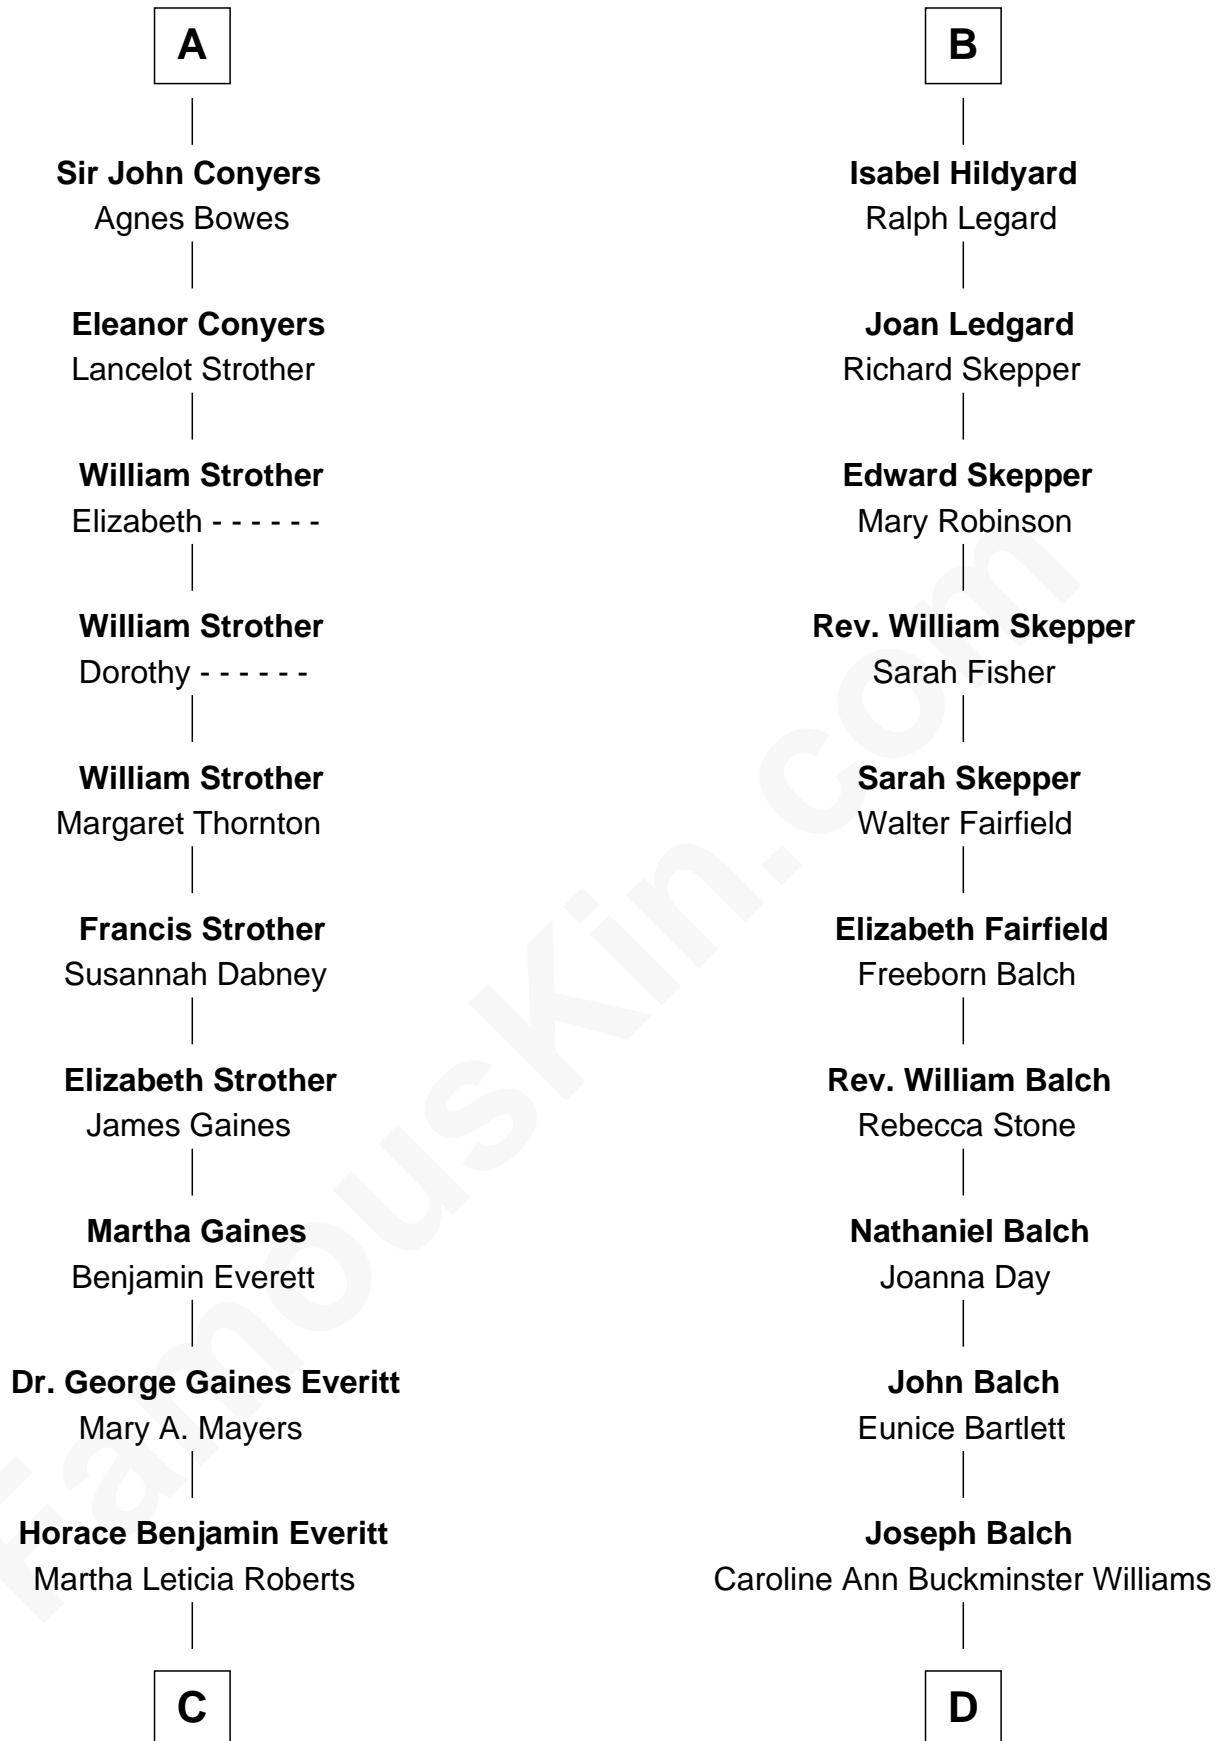 A
Sir John Conyers
Agnes Bowes
Eleanor Conyers
Lancelot Strother
William Strother
Elizabeth - - - - - -
William Strother
Dorothy - - - - - -
William Strother
Margaret Thornton
Francis Strother
Susannah Dabney
Elizabeth Strother
James Gaines
Martha Gaines
Benjamin Everett
Dr. George Gaines Everitt
Mary A. Mayers
Horace Benjamin Everitt
Martha Leticia Roberts
C
B
Isabel Hildyard
Ralph Legard
Joan Ledgard
Richard Skepper
Edward Skepper
Mary Robinson
Rev. William Skepper
Sarah Fisher
Sarah Skepper
Walter Fairfield
Elizabeth Fairfield
Freeborn Balch
Rev. William Balch
Rebecca Stone
Nathaniel Balch
Joanna Day
John Balch
Eunice Bartlett
Joseph Balch
Caroline Ann Buckminster Williams
D
FamousKin.com